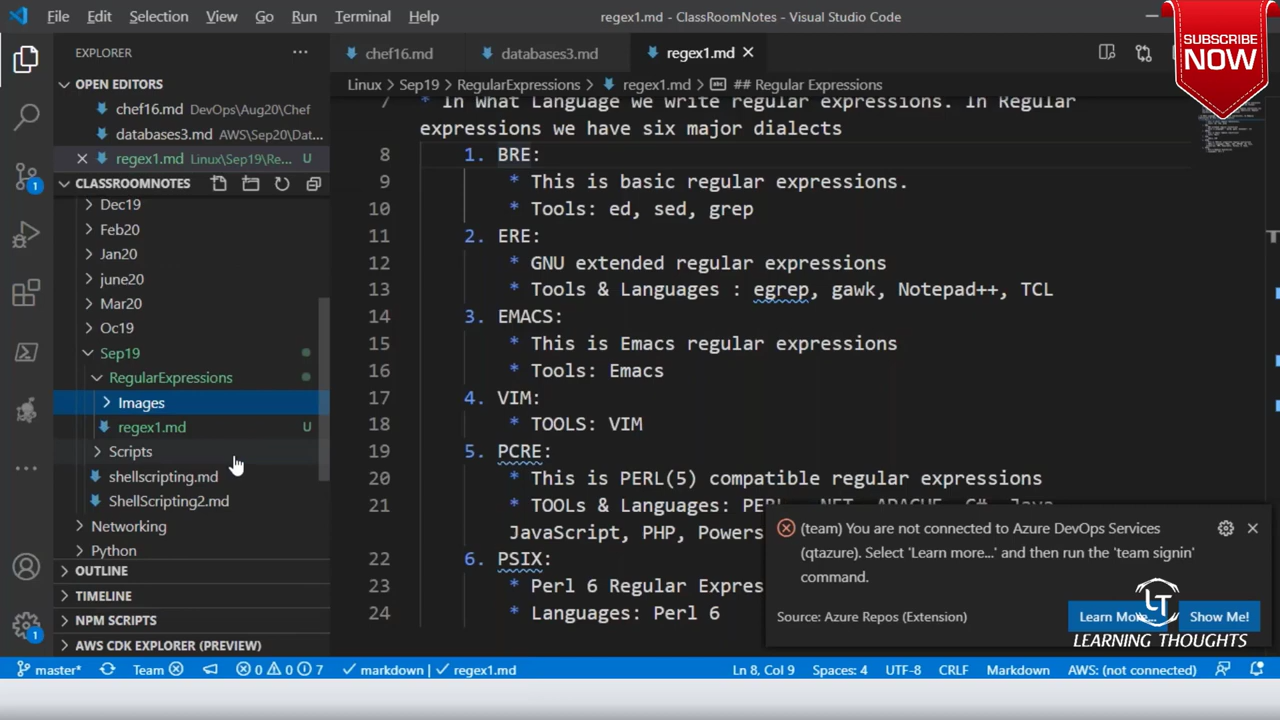 File Edit Selection View Go Run Terminal Help regex1.md - ClassRoomNotes - Visual Studio Code
SUBSCRIBE
NOW
EXPLORER
OPEN EDITORS
chef16.md DevOps\Aug20\Chef
databases3.md AWS\Sep20\Dat...
regex1.md Linux\Sep19\Re... U
CLASSROOMNOTES
Dec19
Feb20
Jan20
june20
Mar20
Oc19
Sep19
RegularExpressions
Images
regex1.md U
Scripts
shellscripting.md
ShellScripting2.md
Networking
Python
OUTLINE
TIMELINE
NPM SCRIPTS
AWS CDK EXPLORER (PREVIEW)
chef16.md databases3.md regex1.md
Linux > Sep19 > RegularExpressions > regex1.md > ## Regular Expressions
7 * In what Language we write regular expressions. In Regular
expressions we have six major dialects
8 1. BRE:
9 * This is basic regular expressions.
10 * Tools: ed, sed, grep
11 2. ERE:
12 * GNU extended regular expressions
13 * Tools & Languages : egrep, gawk, Notepad++, TCL
14 3. EMACS:
15 * This is Emacs regular expressions
16 * Tools: Emacs
17 4. VIM:
18 * TOOLS: VIM
19 5. PCRE:
20 * This is PERL(5) compatible regular expressions
21 * TOOLs & Languages: PERL, .NET, APACHE, C#, Java
JavaScript, PHP, Powers
22 6. PSIX:
23 * Perl 6 Regular Expres
24 * Languages: Perl 6
(team) You are not connected to Azure DevOps Services
(qtazure). Select 'Learn more...' and then run the 'team signin'
command.
Source: Azure Repos (Extension) Learn More... Show Me!
LT
LEARNING THOUGHTS
1
1
master* Team 0 0 7 markdown regex1.md Ln 8, Col 9 Spaces: 4 UTF-8 CRLF Markdown AWS: (not connected)